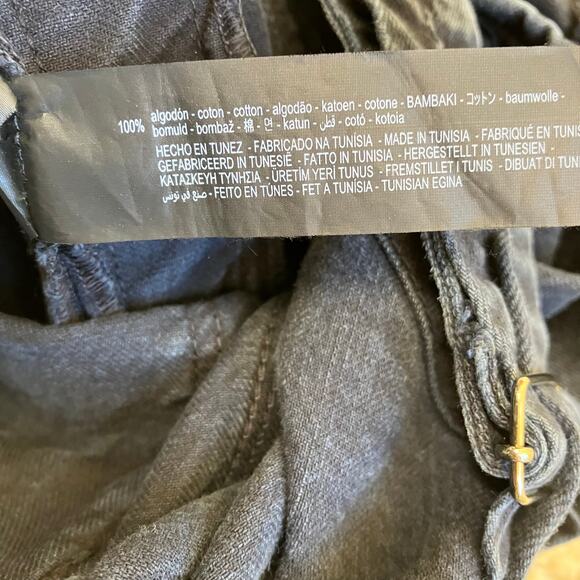 100% algodón - coton - cotton - algodão - katoen - cotone - BAMBAKI - コットン - baumwolle -
bomuld - bombaž - 棉 - 면 - katun - قطن - cotó - kotoia
HECHO EN TUNEZ - FABRICADO NA TUNÍSIA - MADE IN TUNISIA - FABRIQUÉ EN TUNIS
GEFABRICEERD IN TUNESIË - FATTO IN TUNISIA - HERGESTELLT IN TUNESIEN -
ΚΑΤΑΣΚΕΥΗ ΤΥΝΗΣΙΑ - ÜRETİM YERİ TUNUS - FREMSTILLET I TUNIS - DIBUAT DI TUN
صنع في تونس - FEITO EN TÚNES - FET A TUNÍSIA - TUNISIAN EGINA